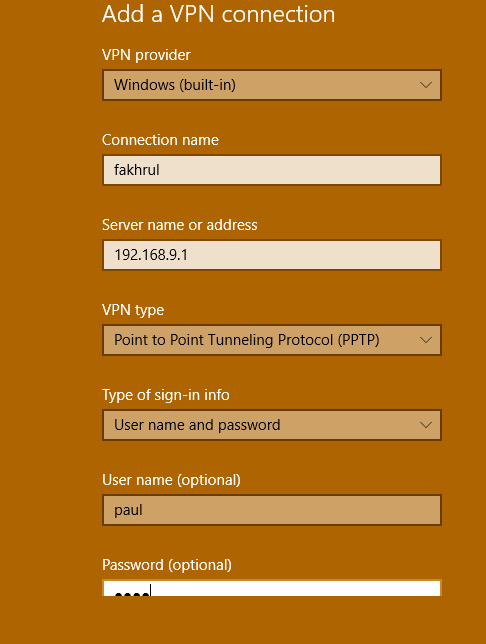 Add a VPN connection
VPN provider
Windows (built-in)
Connection name
fakhrul
Server name or address
192.168.9.1
VPN type
Point to Point Tunneling Protocol (PPTP)
Type of sign-in info
User name and password
User name (optional)
paul
Password (optional)
••••